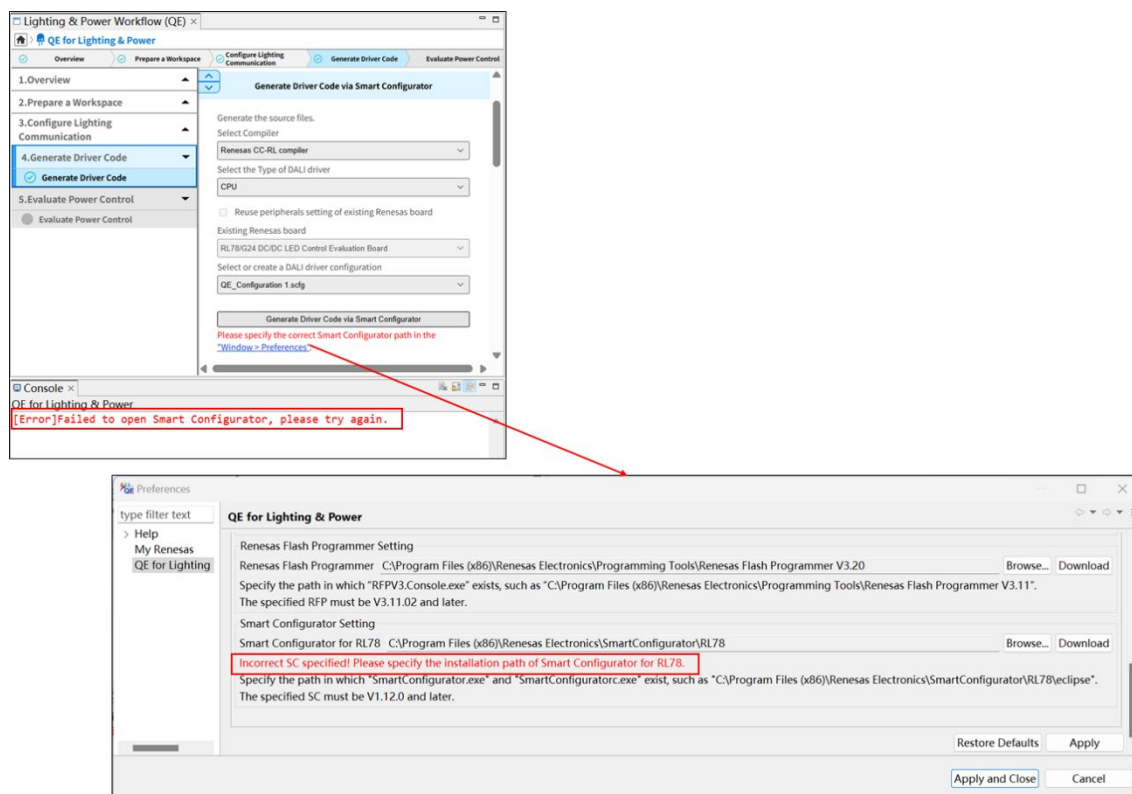 Lighting & Power Workflow (QE) ×
QE for Lighting & Power
Overview
Prepare a Workspace
Configure Lighting
Communication
Generate Driver Code
Evaluate Power Control
1.Overview
2.Prepare a Workspace
3.Configure Lighting
Communication
4.Generate Driver Code
Generate Driver Code
5.Evaluate Power Control
Evaluate Power Control
Generate Driver Code via Smart Configurator
Generate the source files.
Select Compiler
Renesas CC-RL compiler
Select the Type of DALI driver
CPU
Reuse peripherals setting of existing Renesas board
Existing Renesas board
RL78/G24 DC/DC LED Control Evaluation Board
Select or create a DALI driver configuration
QE_Configuration 1.scfg
Generate Driver Code via Smart Configurator
Please specify the correct Smart Configurator path in the
"Window > Preferences".
Console ×
QE for Lighting & Power
[Error]Failed to open Smart Configurator, please try again.
Preferences
type filter text
Help
My Renesas
QE for Lighting
QE for Lighting & Power
Renesas Flash Programmer Setting
Renesas Flash Programmer C:\Program Files (x86)\Renesas Electronics\Programming Tools\Renesas Flash Programmer V3.20 Browse... Download
Specify the path in which "RFPV3.Console.exe" exists, such as "C:\Program Files (x86)\Renesas Electronics\Programming Tools\Renesas Flash Programmer V3.11".
The specified RFP must be V3.11.02 and later.
Smart Configurator Setting
Smart Configurator for RL78 C:\Program Files (x86)\Renesas Electronics\SmartConfigurator\RL78 Browse... Download
Incorrect SC specified! Please specify the installation path of Smart Configurator for RL78.
Specify the path in which "SmartConfigurator.exe" and "SmartConfiguratorc.exe" exist, such as "C:\Program Files (x86)\Renesas Electronics\SmartConfigurator\RL78\eclipse".
The specified SC must be V1.12.0 and later.
Restore Defaults Apply
Apply and Close Cancel